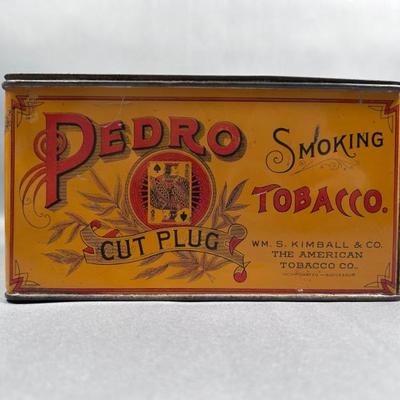 PEDRO
CUT PLUG
SMOKING
TOBACCO.
WM. S. KIMBALL & CO.
THE AMERICAN
TOBACCO CO.,